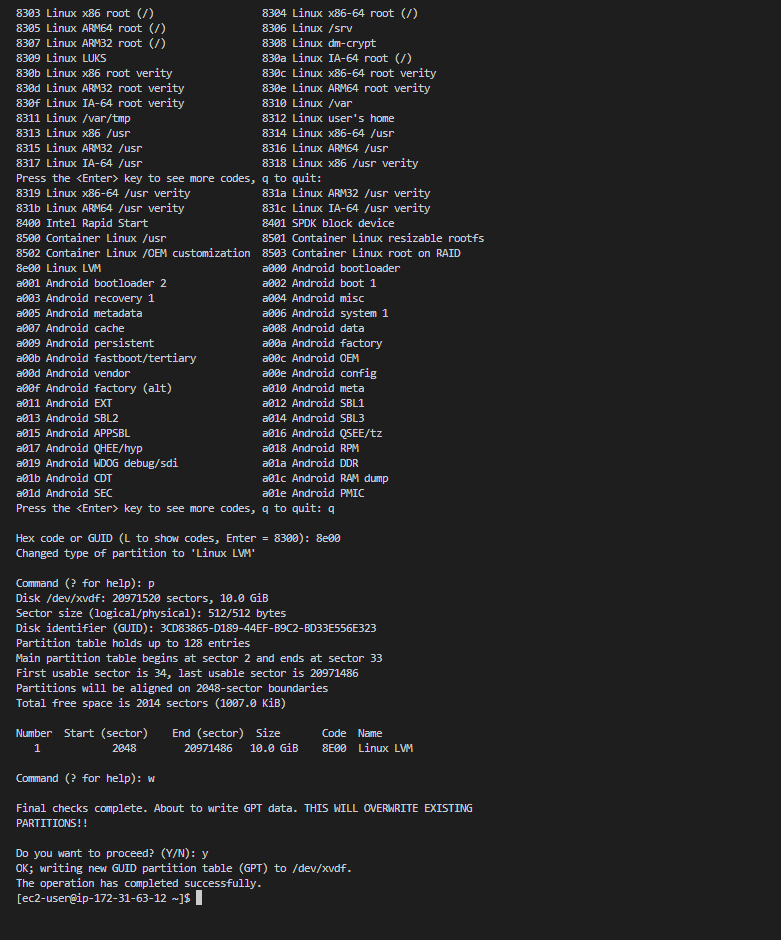 8303 Linux x86 root (/) 8304 Linux x86-64 root (/)
8305 Linux ARM64 root (/) 8306 Linux /srv
8307 Linux ARM32 root (/) 8308 Linux dm-crypt
8309 Linux LUKS 830a Linux IA-64 root (/)
830b Linux x86 root verity 830c Linux x86-64 root verity
830d Linux ARM32 root verity 830e Linux ARM64 root verity
830f Linux IA-64 root verity 8310 Linux /var
8311 Linux /var/tmp 8312 Linux user's home
8313 Linux x86 /usr 8314 Linux x86-64 /usr
8315 Linux ARM32 /usr 8316 Linux ARM64 /usr
8317 Linux IA-64 /usr 8318 Linux x86 /usr verity
Press the <Enter> key to see more codes, q to quit:
8319 Linux x86-64 /usr verity 831a Linux ARM32 /usr verity
831b Linux ARM64 /usr verity 831c Linux IA-64 /usr verity
8400 Intel Rapid Start 8401 SPDK block device
8500 Container Linux /usr 8501 Container Linux resizable rootfs
8502 Container Linux /OEM customization 8503 Container Linux root on RAID
8e00 Linux LVM a000 Android bootloader
a001 Android bootloader 2 a002 Android boot 1
a003 Android recovery 1 a004 Android misc
a005 Android metadata a006 Android system 1
a007 Android cache a008 Android data
a009 Android persistent a00a Android factory
a00b Android fastboot/tertiary a00c Android OEM
a00d Android vendor a00e Android config
a00f Android factory (alt) a010 Android meta
a011 Android EXT a012 Android SBL1
a013 Android SBL2 a014 Android SBL3
a015 Android APPSBL a016 Android QSEE/tz
a017 Android QHEE/hyp a018 Android RPM
a019 Android WDOG debug/sdi a01a Android DDR
a01b Android CDT a01c Android RAM dump
a01d Android SEC a01e Android PMIC
Press the <Enter> key to see more codes, q to quit: q
Hex code or GUID (L to show codes, Enter = 8300): 8e00
Changed type of partition to 'Linux LVM'
Command (? for help): p
Disk /dev/xvdf: 20971520 sectors, 10.0 GiB
Sector size (logical/physical): 512/512 bytes
Disk identifier (GUID): 3CD83865-D189-44EF-B9C2-BD33E556E323
Partition table holds up to 128 entries
Main partition table begins at sector 2 and ends at sector 33
First usable sector is 34, last usable sector is 20971486
Partitions will be aligned on 2048-sector boundaries
Total free space is 2014 sectors (1007.0 KiB)
Number Start (sector) End (sector) Size Code Name
1 2048 20971486 10.0 GiB 8E00 Linux LVM
Command (? for help): w
Final checks complete. About to write GPT data. THIS WILL OVERWRITE EXISTING
PARTITIONS!!
Do you want to proceed? (Y/N): y
OK; writing new GUID partition table (GPT) to /dev/xvdf.
The operation has completed successfully.
[ec2-user@ip-172-31-63-12 ~]$